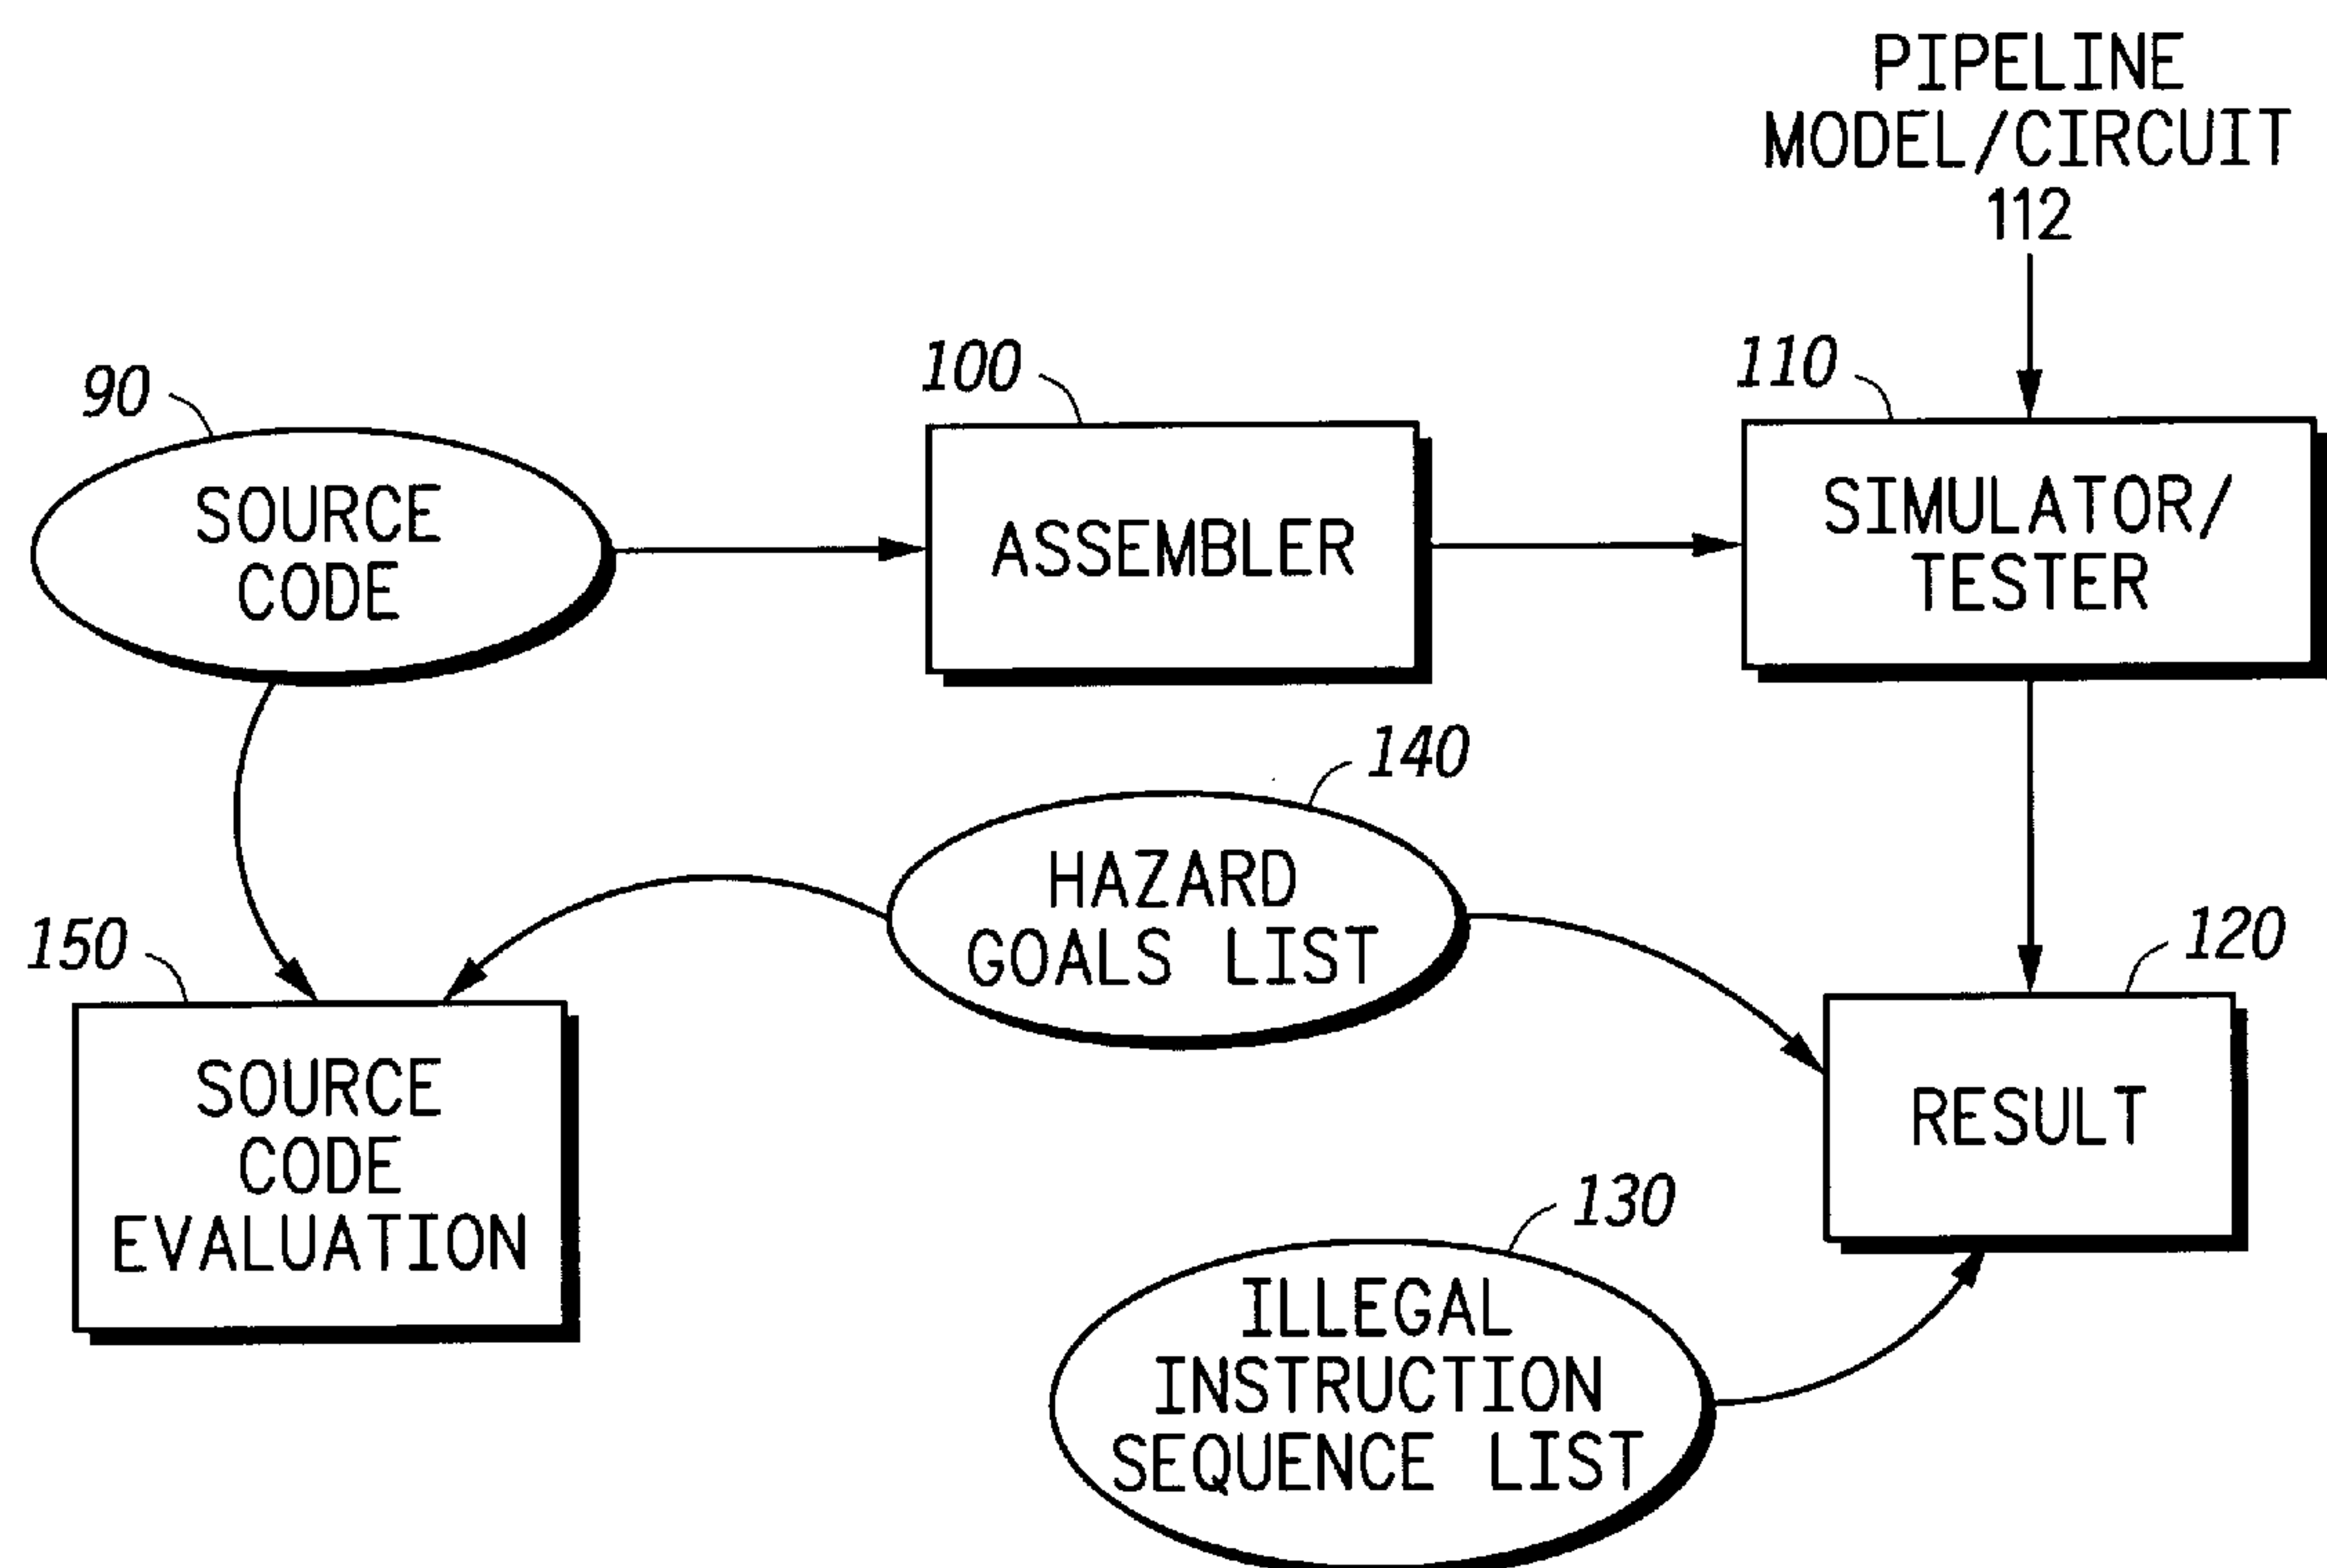 PIPELINE
MODEL/CIRCUIT
112
90
100
110
SOURCE
CODE
ASSEMBLER
SIMULATOR/
TESTER
140
HAZARD
GOALS LIST
150
120
SOURCE
CODE
EVALUATION
RESULT
130
ILLEGAL
INSTRUCTION
SEQUENCE LIST